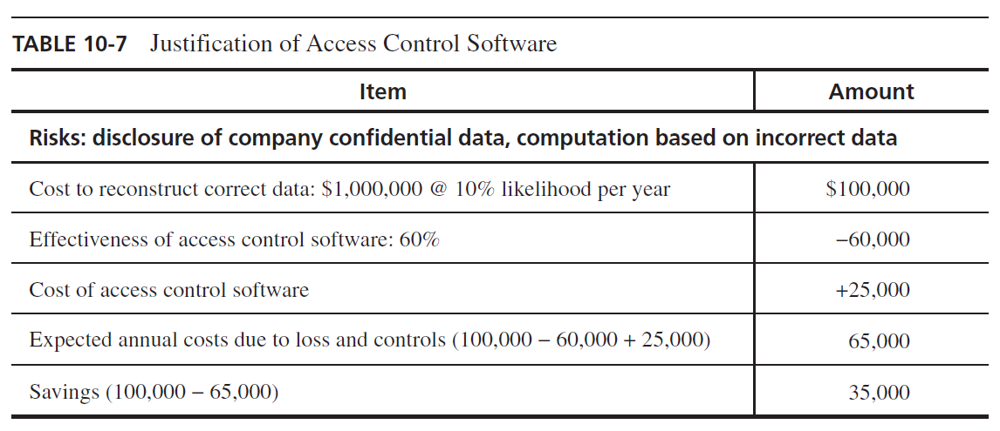 TABLE 10-7 Justification of Access Control Software
Item Amount
Risks: disclosure of company confidential data, computation based on incorrect data
Cost to reconstruct correct data: $1,000,000 @ 10% likelihood per year $100,000
Effectiveness of access control software: 60% −60,000
Cost of access control software +25,000
Expected annual costs due to loss and controls (100,000 − 60,000 + 25,000) 65,000
Savings (100,000 − 65,000) 35,000